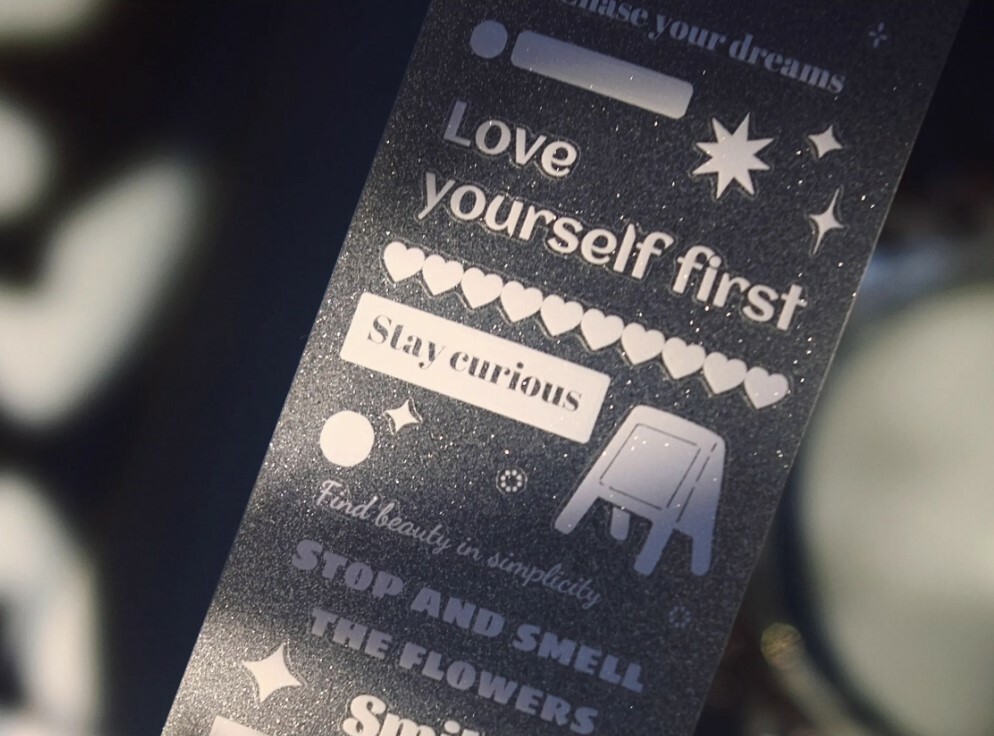 Chase your dreams
Love
yourself first
Stay curious
Find beauty in simplicity
STOP AND SMELL
THE FLOWERS